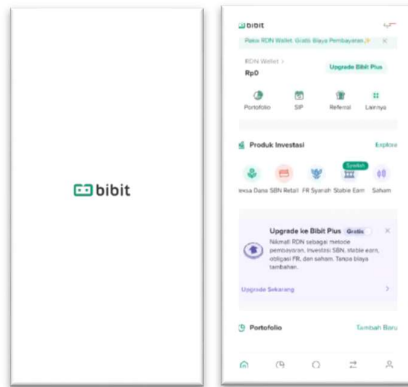 bibit
bibit
Pakai RDN Wallet. Gratis Biaya Pembayaran
RDN Wallet
Rp0
Upgrade Bibit Plus
Portofolio
SIP
Referral
Lainnya
Produk Investasi
Explore
Reksa Dana
SBN Retail
FR Syariah
Stable Earn
Saham
Upgrade ke Bibit Plus
Gratis
Nikmati RDN sebagai metode
pembayaran. Investasi SBN, stable earn,
obligasi FR, dan saham. Tanpa biaya
tambahan.
Upgrade Sekarang
Portofolio
Tambah Baru